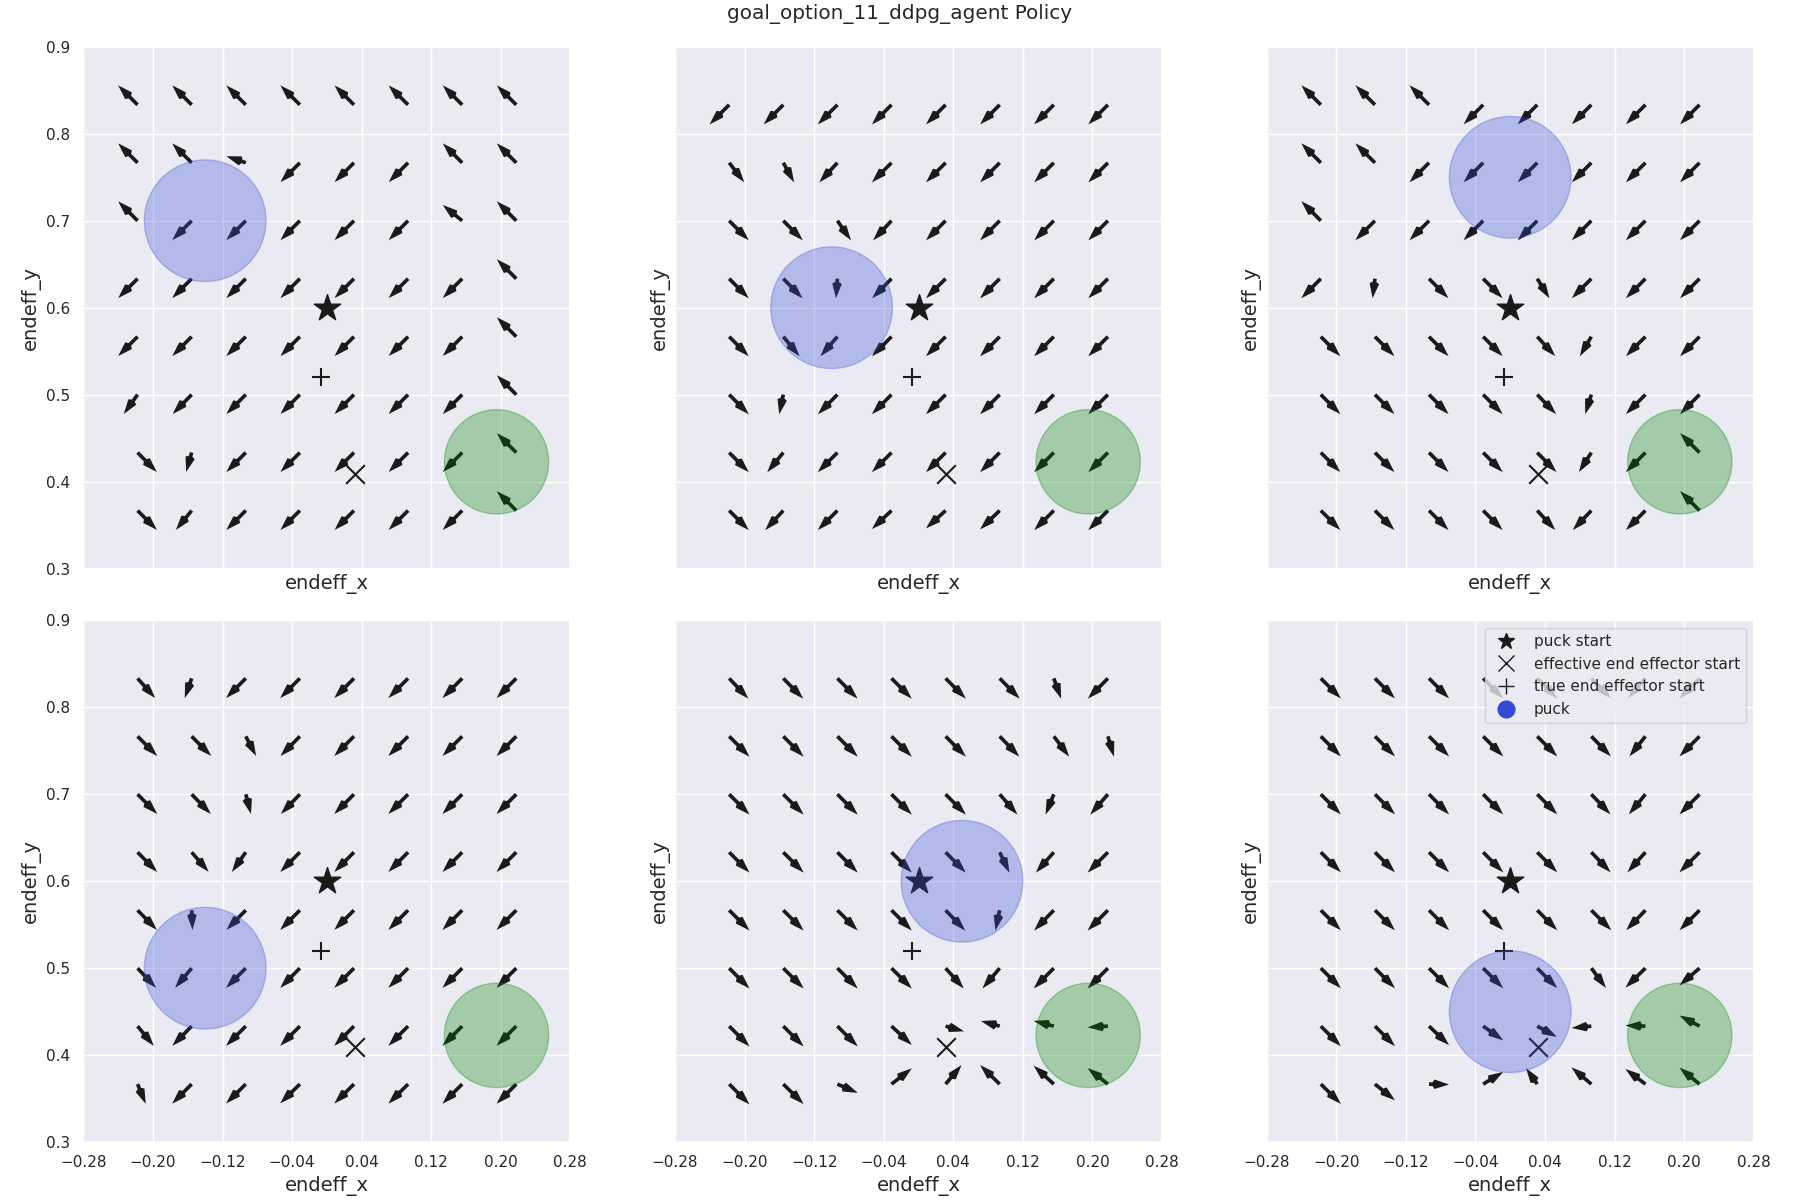 goal_option_11_ddpg_agent Policy
0.9
0.8
0.7
0.6
0.5
0.4
0.3
endeff_y
endeff_x
endeff_y
endeff_x
endeff_y
endeff_x
0.9
0.8
0.7
0.6
0.5
0.4
0.3
endeff_y
−0.28 −0.20 −0.12 −0.04 0.04 0.12 0.20 0.28
endeff_x
endeff_y
−0.28 −0.20 −0.12 −0.04 0.04 0.12 0.20 0.28
endeff_x
puck start
effective end effector start
true end effector start
puck
endeff_y
−0.28 −0.20 −0.12 −0.04 0.04 0.12 0.20 0.28
endeff_x